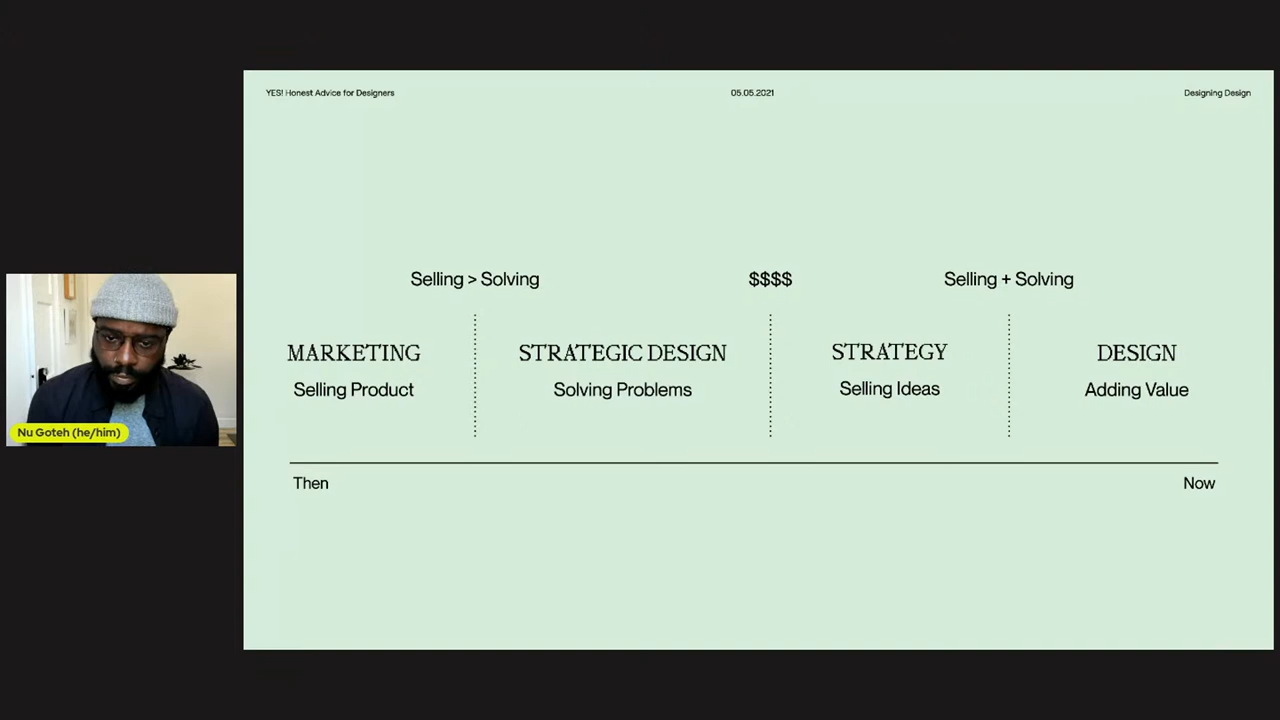 YES! Honest Advice for Designers
05.05.2021
Designing Design
Selling > Solving
$$$$
Selling + Solving
MARKETING
Selling Product
STRATEGIC DESIGN
Solving Problems
STRATEGY
Selling Ideas
DESIGN
Adding Value
Then
Now
Nu Goteh (he/him)